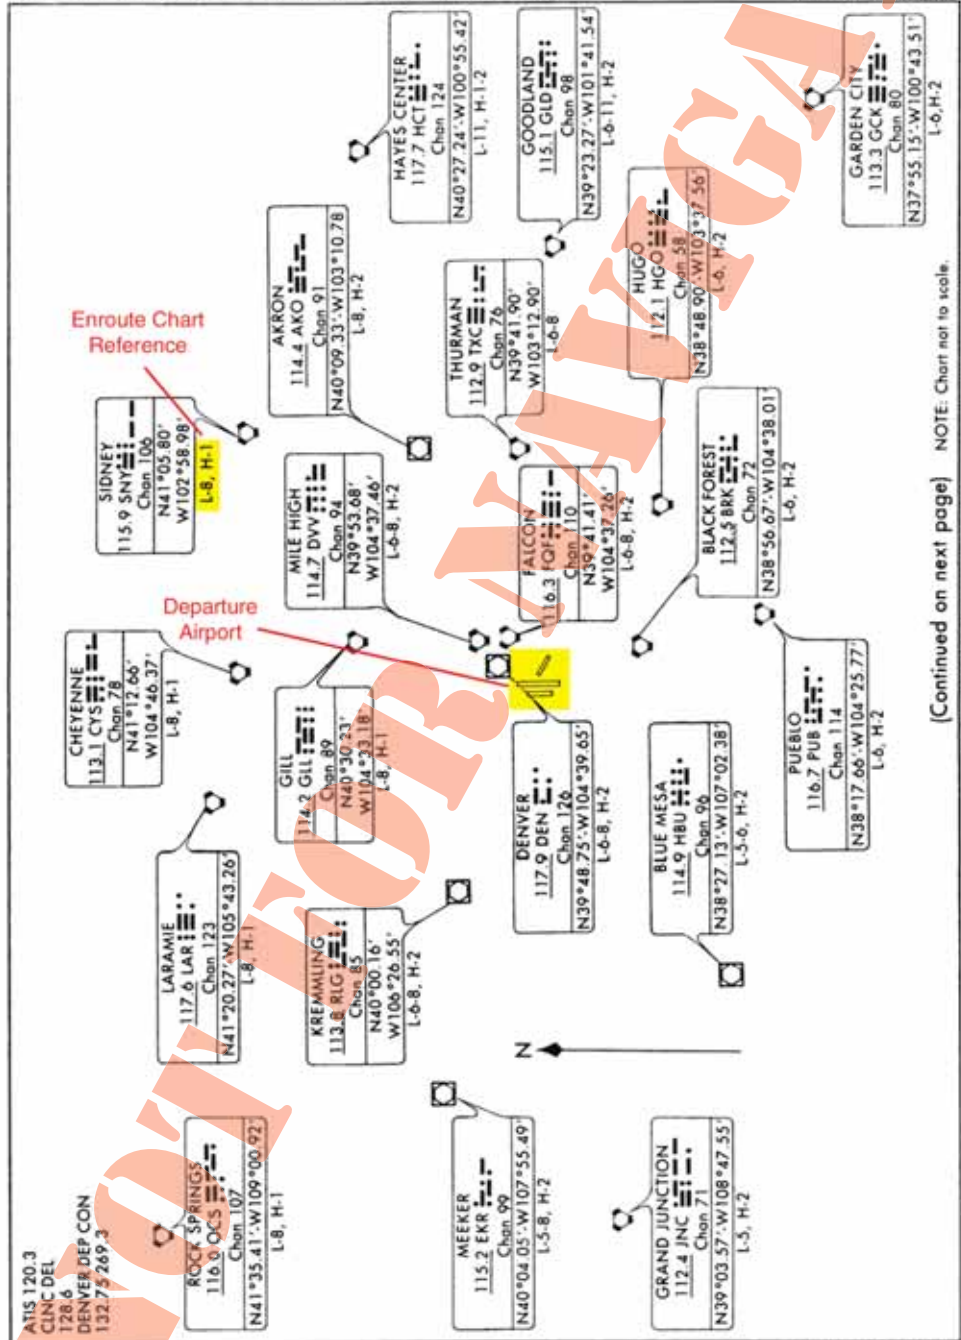 ATIS 120.3
CLNC DEL
128.6
DENVER DEP CON
132.75 269.3
ROCK SPRINGS
116.0 OCS
Chan 107
N41°35.41'-W109°00.92'
L-8, H-1
LARAMIE
117.6 LAR
Chan 123
N41°20.27'-W105°43.26'
L-8, H-1
CHEYENNE
113.1 CYS
Chan 78
N41°12.66'
W104°46.37'
L-8, H-1
SIDNEY
115.9 SNY
Chan 106
N41°05.80'
W102°58.98'
L-8, H-1
Enroute Chart
Reference
KREMMLING
113.8 RLG
Chan 85
N40°00.16'
W106°26.55'
L-6-8, H-2
GILL
114.2 GLL
Chan 89
N40°30.23'
W104°33.18'
L-8, H-1
Departure
Airport
MILE HIGH
114.7 DVV
Chan 94
N39°53.68'
W104°37.46'
L-6-8, H-2
AKRON
114.4 AKO
Chan 91
N40°09.33'-W103°10.78
L-8, H-2
HAYES CENTER
117.7 HCT
Chan 124
N40°27.24'-W100°55.42'
L-11, H-1-2
MEEKER
115.2 EKR
Chan 99
N40°04.05'-W107°55.49'
L-5-8, H-2
N
DENVER
117.9 DEN
Chan 126
N39°48.75'-W104°39.65'
L-6-8, H-2
FALCON
116.3 FQF
Chan 110
N39°41.41'
W104°37.26'
L-6-8, H-2
THURMAN
112.9 TXC
Chan 76
N39°41.90'
W103°12.90'
L-6-8
GOODLAND
115.1 GLD
Chan 98
N39°23.27'-W101°41.54'
L-6-11, H-2
GRAND JUNCTION
112.4 JNC
Chan 71
N39°03.57'-W108°47.55'
L-5, H-2
BLUE MESA
114.9 HBU
Chan 96
N38°27.13'-W107°02.38'
L-5-6, H-2
BLACK FOREST
112.5 BRK
Chan 72
N38°56.67'-W104°38.01'
L-6, H-2
HUGO
112.1 HGO
Chan 58
N38°48.90'-W103°37.56'
L-6, H-2
PUEBLO
116.7 PUB
Chan 114
N38°17.66'-W104°25.77'
L-6, H-2
GARDEN CITY
113.3 GCK
Chan 80
N37°55.15'-W100°43.51'
L-6,H-2
(Continued on next page) NOTE: Chart not to scale.
NOT FOR NAVIGA